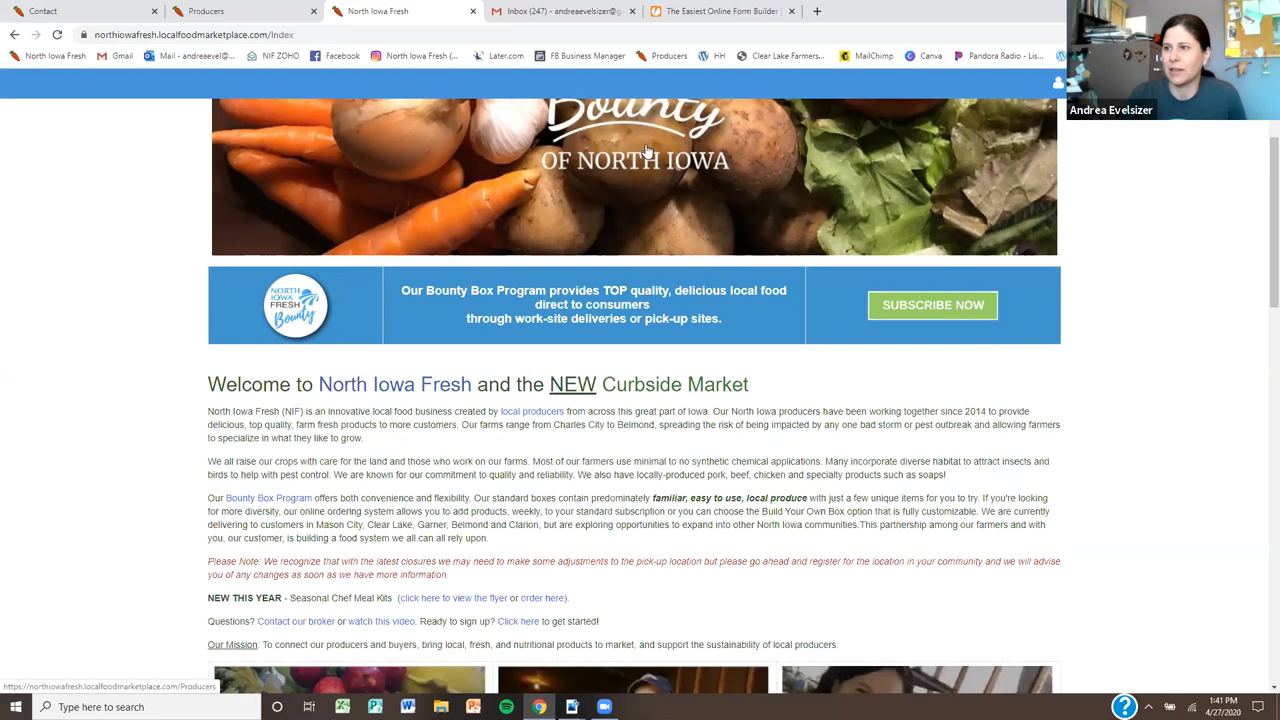 Contact
Producers
North Iowa Fresh
Inbox (247) - andreaevelsizer@g
The Easiest Online Form Builder |
northiowafresh.localfoodmarketplace.com/Index
North Iowa Fresh
Gmail
Mail - andreaevel@...
NIF ZOHO
Facebook
North Iowa Fresh (...
Later.com
FB Business Manager
Producers
HH
Clear Lake Farmers...
MailChimp
Canva
Pandora Radio - Lis...
Andrea Evelsizer
Bounty
OF NORTH IOWA
NORTH
IOWA
FRESH
Bounty
Our Bounty Box Program provides TOP quality, delicious local food
direct to consumers
through work-site deliveries or pick-up sites.
SUBSCRIBE NOW
Welcome to North Iowa Fresh and the NEW Curbside Market
North Iowa Fresh (NIF) is an innovative local food business created by local producers from across this great part of Iowa. Our North Iowa producers have been working together since 2014 to provide
delicious, top quality, farm fresh products to more customers. Our farms range from Charles City to Belmond, spreading the risk of being impacted by any one bad storm or pest outbreak and allowing farmers
to specialize in what they like to grow.
We all raise our crops with care for the land and those who work on our farms. Most of our farmers use minimal to no synthetic chemical applications. Many incorporate diverse habitat to attract insects and
birds to help with pest control. We are known for our commitment to quality and reliability. We also have locally-produced pork, beef, chicken and specialty products such as soaps!
Our Bounty Box Program offers both convenience and flexibility. Our standard boxes contain predominately familiar, easy to use, local produce with just a few unique items for you to try. If you're looking
for more diversity, our online ordering system allows you to add products, weekly, to your standard subscription or you can choose the Build Your Own Box option that is fully customizable. We are currently
delivering to customers in Mason City, Clear Lake, Garner, Belmond and Clarion, but are exploring opportunities to expand into other North Iowa communities.This partnership among our farmers and with
you, our customer, is building a food system we all can all rely upon.
Please Note: We recognize that with the latest closures we may need to make some adjustments to the pick-up location but please go ahead and register for the location in your community and we will advise
you of any changes as soon as we have more information.
NEW THIS YEAR - Seasonal Chef Meal Kits (click here to view the flyer or order here).
Questions? Contact our broker or watch this video. Ready to sign up? Click here to get started!
Our Mission: To connect our producers and buyers, bring local, fresh, and nutritional products to market, and support the sustainability of local producers.
https://northiowafresh.localfoodmarketplace.com/Producers
Type here to search
1:41 PM
4/27/2020